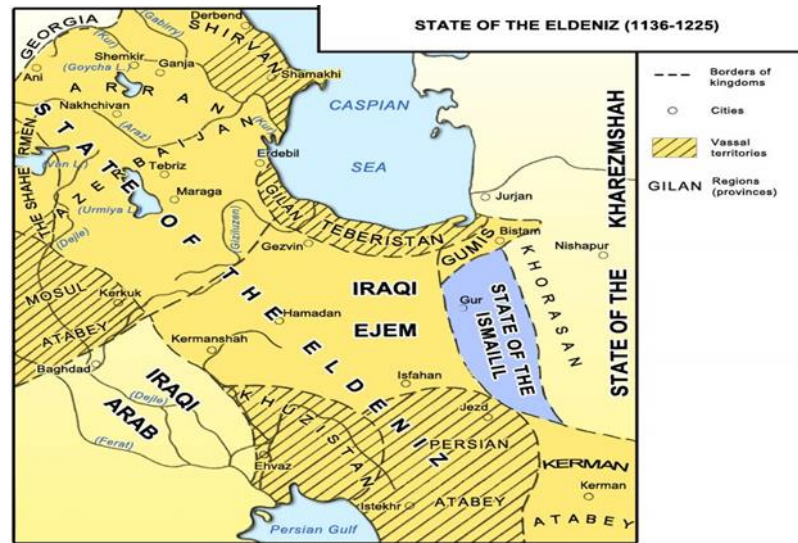 STATE OF THE ELDENIZ (1136-1225)
Borders of
kingdoms
Cities
Vassal
territories
GILAN
Regions
(provinces)
GEORGIA
(Kur)
(Gabirry)
Derbend
SHIRVAN
Shemkir
Ganja
Ani
(Goycha L.)
Shamakhi
ARRAN
CASPIAN
SEA
Nakhchivan
(Araz)
(Kur)
AZERBAIJAN
THE SHAHE RMEN.
(Van L.)
Tebriz
Erdebil
Maraga
(Urmiya L.)
(Dejle)
(Giziluzen)
GILAN
TEBERISTAN
Gezvin
GUMIS
Bistam
Jurjan
Nishapur
KHORASAN
STATE OF THE KHAREZMSHAH
STATE OF THE ELDENIZ
MOSUL
ATABEY
Kerkuk
Hamadan
IRAQI
EJEM
Gur
STATE OF THE
ISMAILIL
Kermanshah
Baghdad
IRAQI
ARAB
(Dejle)
(Ferat)
Isfahan
KHUZISTAN
Jezd
PERSIAN
ATABEY
Ehvaz
Istekhr
KERMAN
Kerman
ATABEY
Persian Gulf